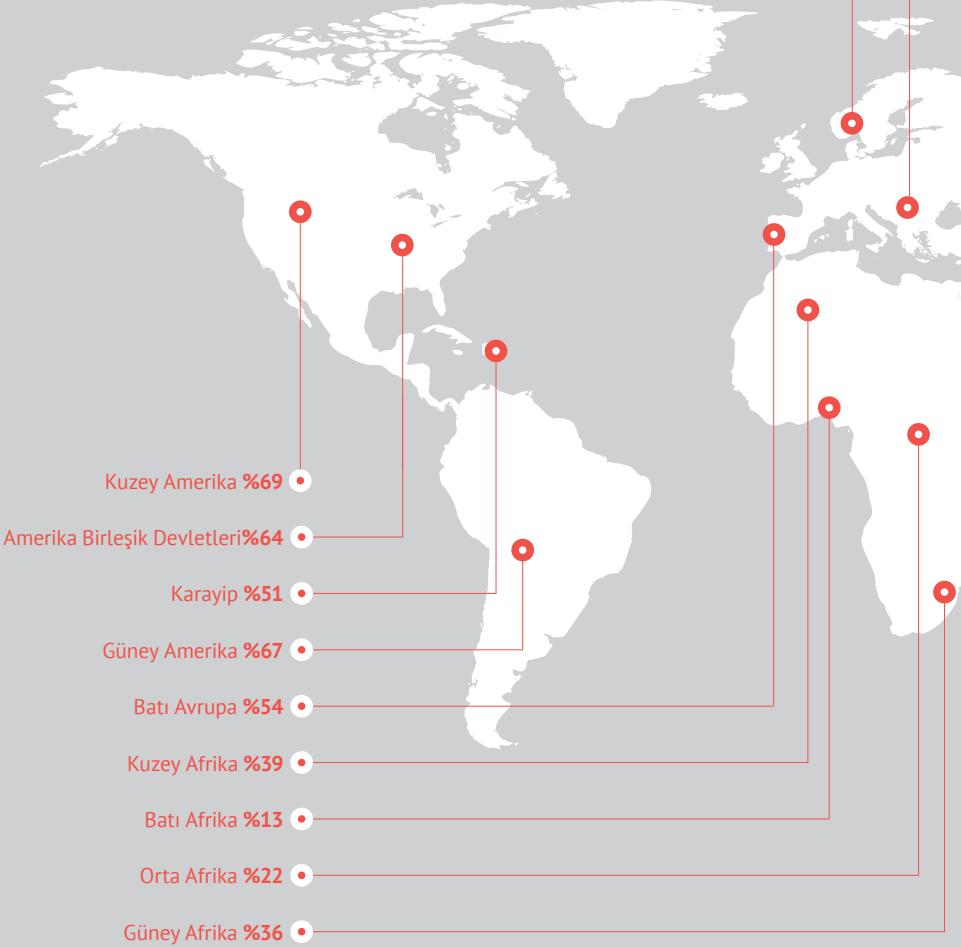 Kuzey Amerika %69
Amerika Birleşik Devletleri%64
Karayip %51
Güney Amerika %67
Batı Avrupa %54
Kuzey Afrika %39
Batı Afrika %13
Orta Afrika %22
Güney Afrika %36